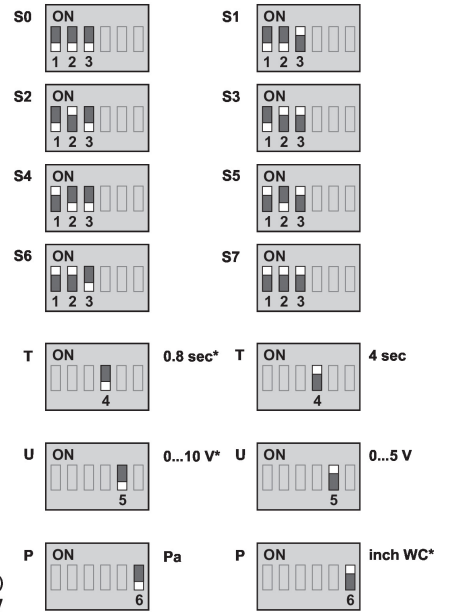 S0 ON S1 ON
1 2 3 1 2 3
S2 ON S3 ON
1 2 3 1 2 3
S4 ON S5 ON
1 2 3 1 2 3
S6 ON S7 ON
1 2 3 1 2 3
T ON 0.8 sec* T ON 4 sec
4 4
U ON 0...10 V* U ON 0...5 V
5 5
P ON Pa P ON inch WC*
6 6
)